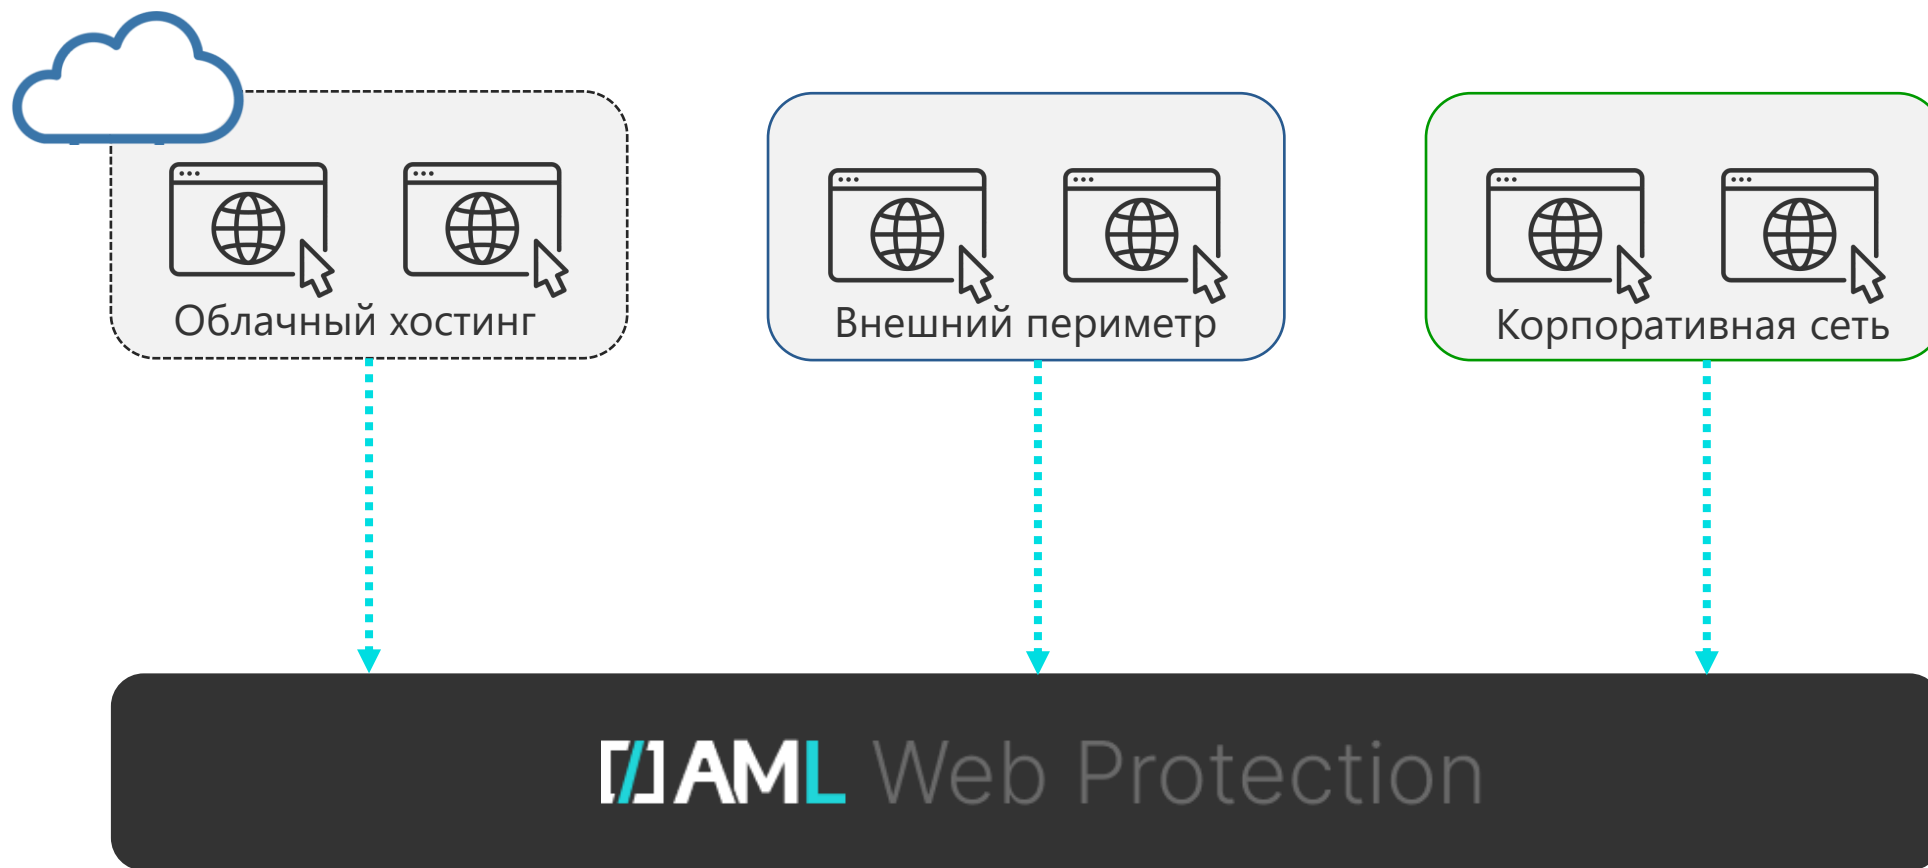 Облачный хостинг
Внешний периметр
Корпоративная сеть
[/] AML Web Protection